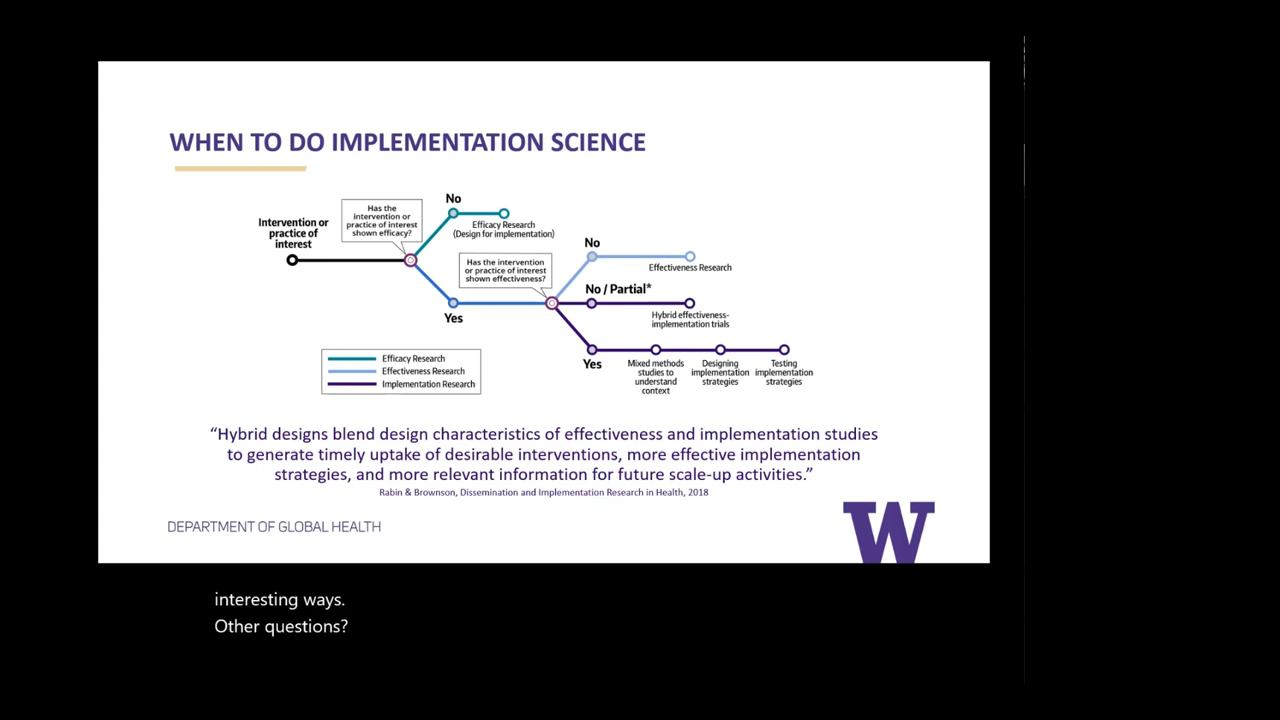 WHEN TO DO IMPLEMENTATION SCIENCE
Intervention or
practice of
interest
Has the
intervention or
practice of interest
shown efficacy?
No
Efficacy Research
(Design for implementation)
Yes
Has the intervention
or practice of interest
shown effectiveness?
No
Effectiveness Research
No / Partial*
Hybrid effectiveness-
implementation trials
Yes
Mixed methods
studies to
understand
context
Designing
implementation
strategies
Testing
implementation
strategies
Efficacy Research
Effectiveness Research
Implementation Research
“Hybrid designs blend design characteristics of effectiveness and implementation studies
to generate timely uptake of desirable interventions, more effective implementation
strategies, and more relevant information for future scale-up activities.”
Rabin & Brownson, Dissemination and Implementation Research in Health, 2018
DEPARTMENT OF GLOBAL HEALTH
W
interesting ways.
Other questions?